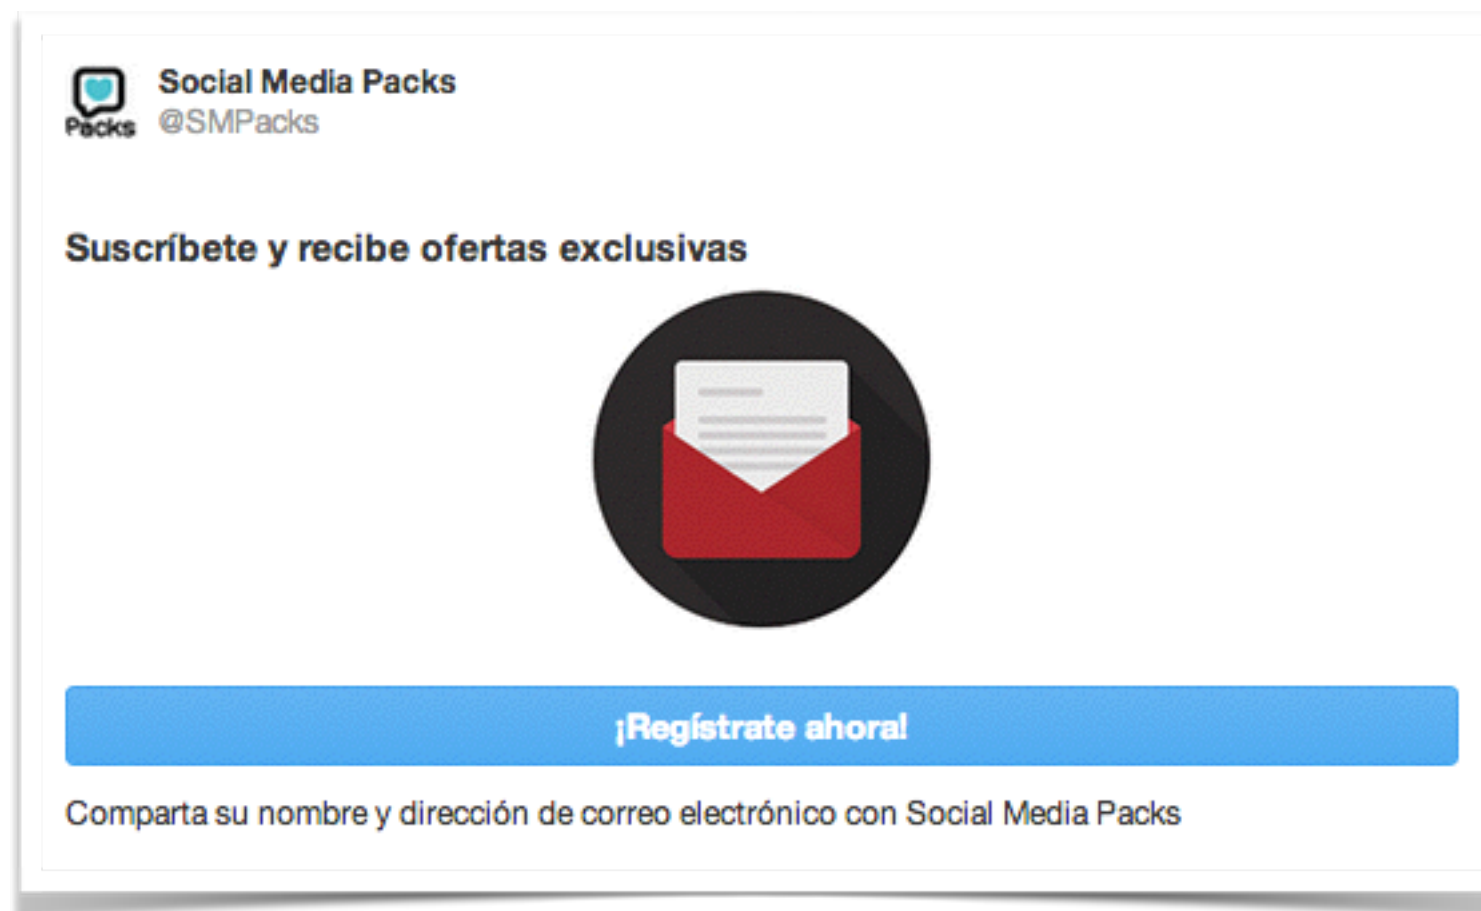 Social Media Packs
Packs @SMPacks
Suscríbete y recibe ofertas exclusivas
¡Regístrate ahora!
Comparta su nombre y dirección de correo electrónico con Social Media Packs